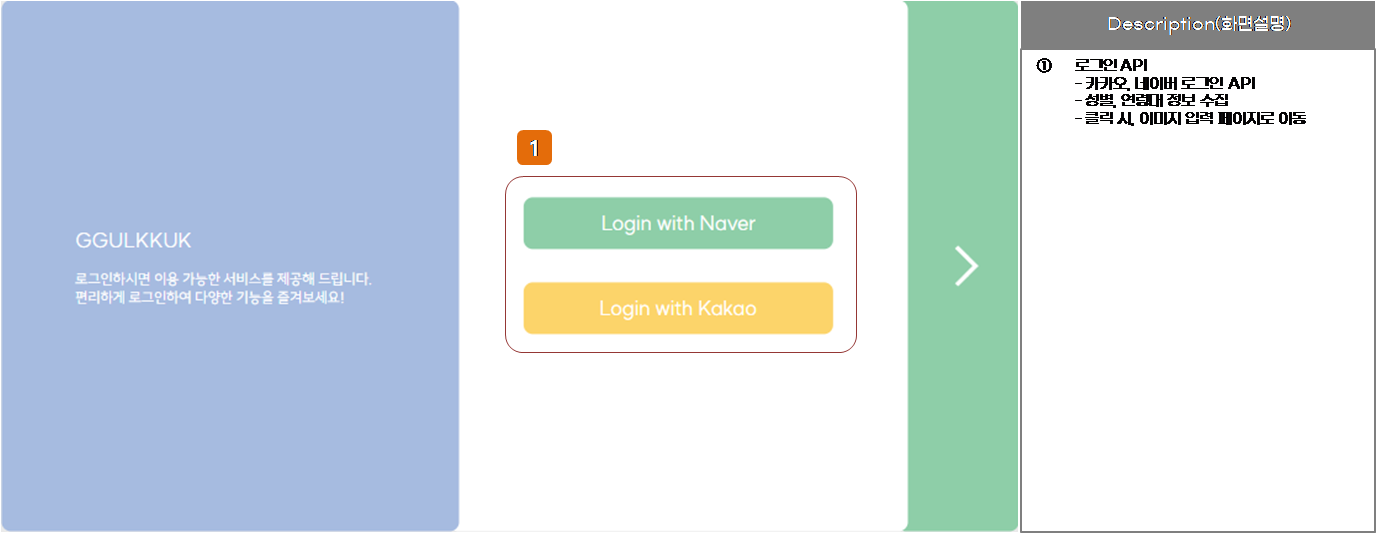 GGULKKUK
로그인하시면 이용 가능한 서비스를 제공해 드립니다.
편리하게 로그인하여 다양한 기능을 즐겨보세요!
1
Login with Naver
Login with Kakao
Description(화면설명)
① 로그인 API
- 카카오, 네이버 로그인 API
- 성별, 연령대 정보 수집
- 클릭 시, 이미지 입력 페이지로 이동